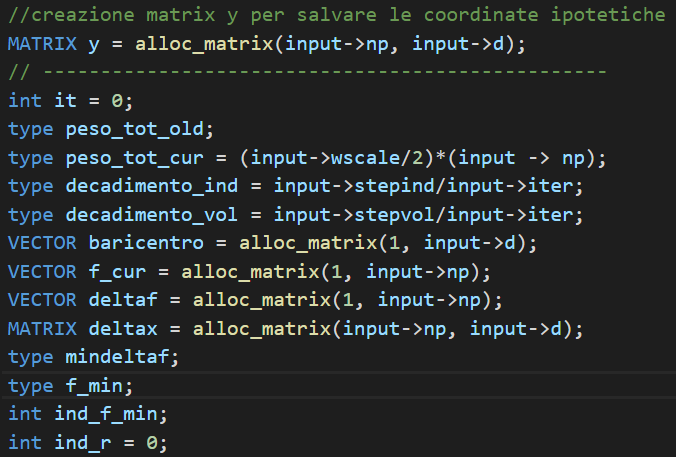 //creazione matrix y per salvare le coordinate ipotetiche
MATRIX y = alloc_matrix(input->np, input->d);
// -------------------------------------------------
int it = 0;
type peso_tot_old;
type peso_tot_cur = (input->wscale/2)*(input -> np);
type decadimento_ind = input->stepind/input->iter;
type decadimento_vol = input->stepvol/input->iter;
VECTOR baricentro = alloc_matrix(1, input->d);
VECTOR f_cur = alloc_matrix(1, input->np);
VECTOR deltaf = alloc_matrix(1, input->np);
MATRIX deltax = alloc_matrix(input->np, input->d);
type mindeltaf;
type f_min;
int ind_f_min;
int ind_r = 0;